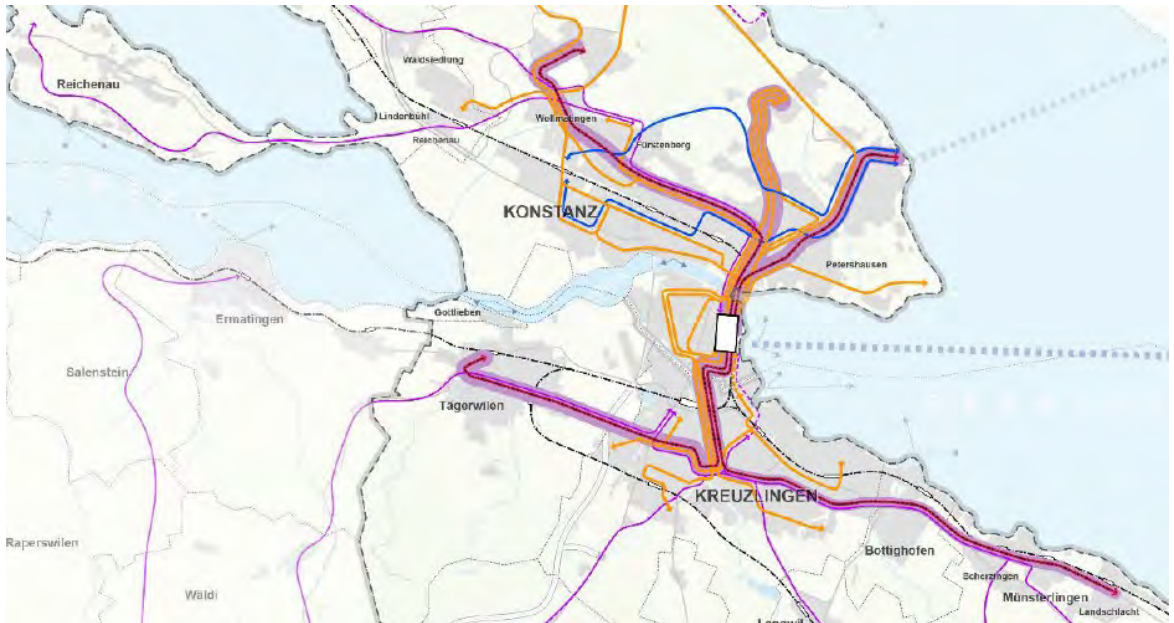 Waldsiedlung
Reichenau
Lindenbühl
Wollmatingen
Reichenau
Fürstenberg
KONSTANZ
Petershausen
Gottlieben
Ermatingen
Salenstein
Tägerwilen
KREUZLINGEN
Raperswilen
Bottighofen
Scherzingen
Wäldi
Münsterlingen
Landschlacht